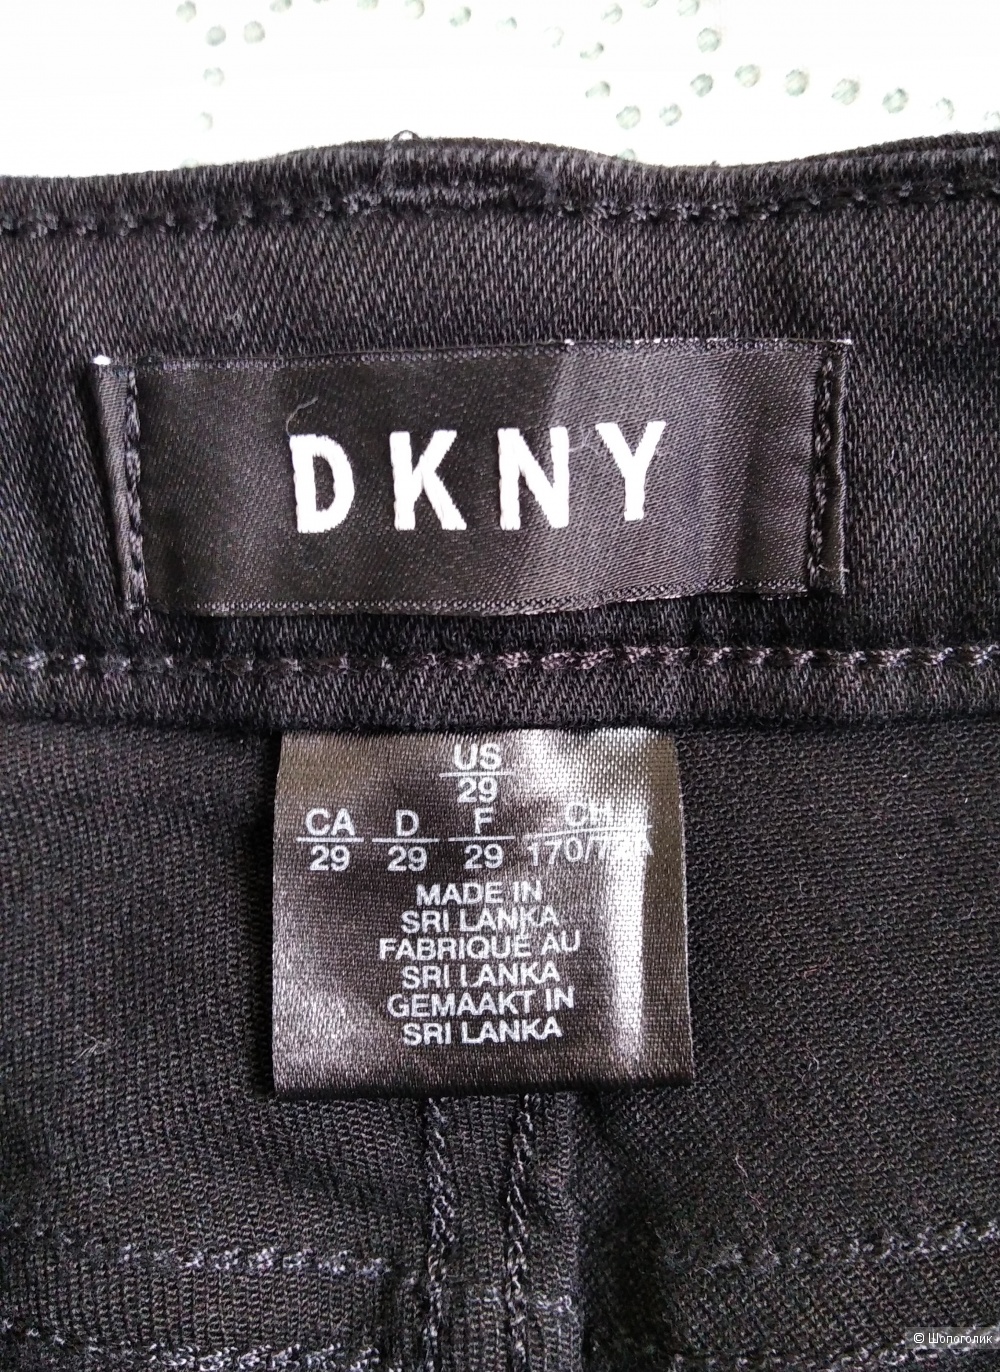 DKNY
US
29
CA D F CH
29 29 29
MADE IN
SRI LANKA
FABRIQUE AU
SRI LANKA
GEMAAKT IN
SRI LANKA
© Шопоголик